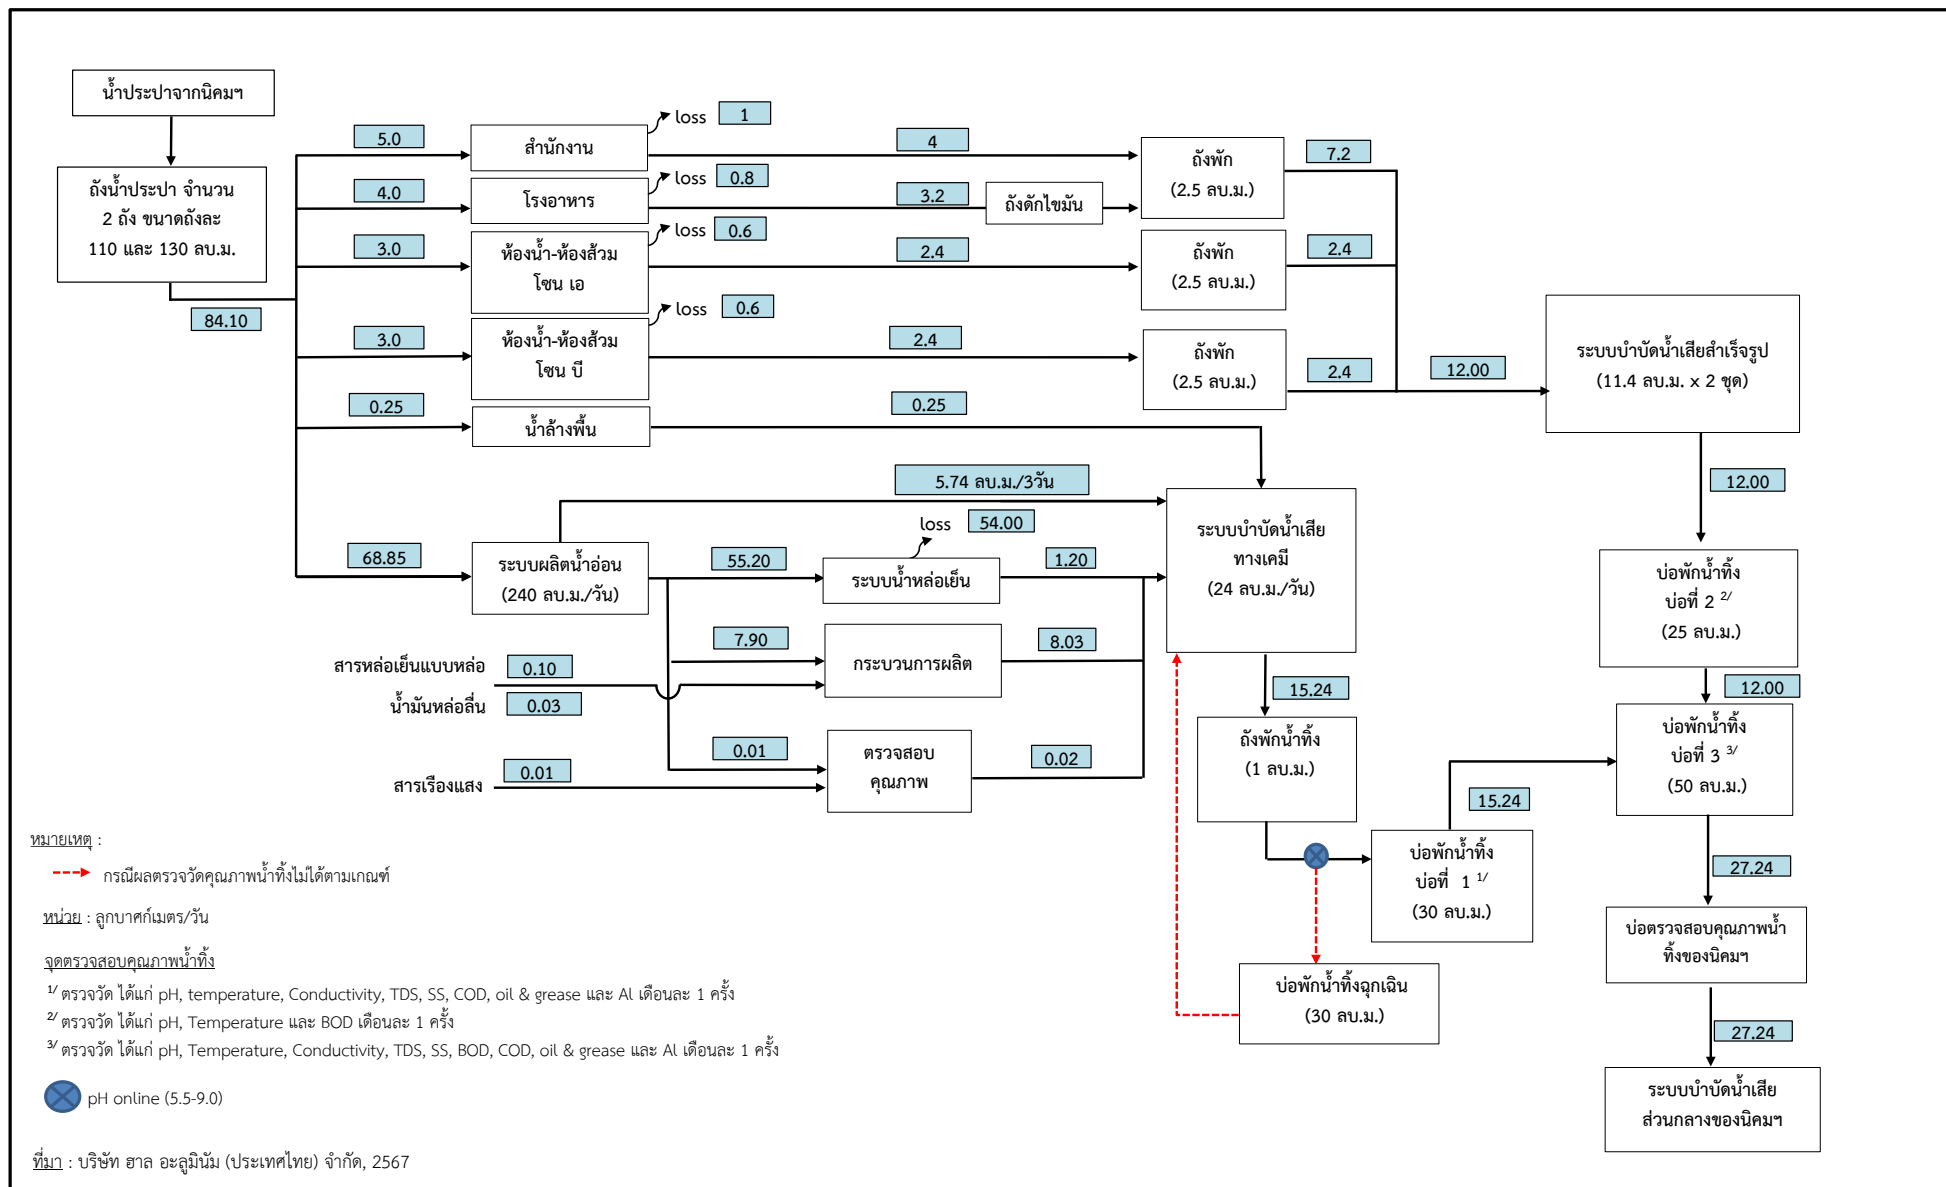 น้ำประปาจากนิคมฯ
ถังน้ำประปา จำนวน
2 ถัง ขนาดถังละ
110 และ 130 ลบ.ม.
84.10
5.0
สำนักงาน
loss
1
4
4.0
โรงอาหาร
loss
0.8
3.2
ถังดักไขมัน
ถังพัก
(2.5 ลบ.ม.)
7.2
3.0
ห้องน้ำ-ห้องส้วม
โซน เอ
loss
0.6
2.4
ถังพัก
(2.5 ลบ.ม.)
2.4
3.0
ห้องน้ำ-ห้องส้วม
โซน บี
loss
0.6
2.4
ถังพัก
(2.5 ลบ.ม.)
2.4
12.00
ระบบบำบัดน้ำเสียสำเร็จรูป
(11.4 ลบ.ม. x 2 ชุด)
0.25
น้ำล้างพื้น
0.25
5.74 ลบ.ม./3วัน
68.85
ระบบผลิตน้ำอ่อน
(240 ลบ.ม./วัน)
55.20
loss
54.00
ระบบน้ำหล่อเย็น
1.20
ระบบบำบัดน้ำเสีย
ทางเคมี
(24 ลบ.ม./วัน)
12.00
บ่อพักน้ำทิ้ง
บ่อที่ 2 2/
(25 ลบ.ม.)
สารหล่อเย็นแบบหล่อ
0.10
น้ำมันหล่อลื่น
0.03
7.90
กระบวนการผลิต
8.03
15.24
12.00
สารเรืองแสง
0.01
0.01
ตรวจสอบ
คุณภาพ
0.02
ถังพักน้ำทิ้ง
(1 ลบ.ม.)
บ่อพักน้ำทิ้ง
บ่อที่ 3 3/
(50 ลบ.ม.)
15.24
บ่อพักน้ำทิ้ง
บ่อที่ 1 1/
(30 ลบ.ม.)
27.24
บ่อตรวจสอบคุณภาพน้ำ
ทิ้งของนิคมฯ
บ่อพักน้ำทิ้งฉุกเฉิน
(30 ลบ.ม.)
27.24
ระบบบำบัดน้ำเสีย
ส่วนกลางของนิคมฯ
หมายเหตุ :
กรณีผลตรวจวัดคุณภาพน้ำทิ้งไม่ได้ตามเกณฑ์
หน่วย : ลูกบาศก์เมตร/วัน
จุดตรวจสอบคุณภาพน้ำทิ้ง
1/ ตรวจวัด ได้แก่ pH, temperature, Conductivity, TDS, SS, COD, oil & grease และ Al เดือนละ 1 ครั้ง
2/ ตรวจวัด ได้แก่ pH, Temperature และ BOD เดือนละ 1 ครั้ง
3/ ตรวจวัด ได้แก่ pH, Temperature, Conductivity, TDS, SS, BOD, COD, oil & grease และ Al เดือนละ 1 ครั้ง
pH online (5.5-9.0)
ที่มา : บริษัท ฮาล อะลูมินัม (ประเทศไทย) จำกัด, 2567